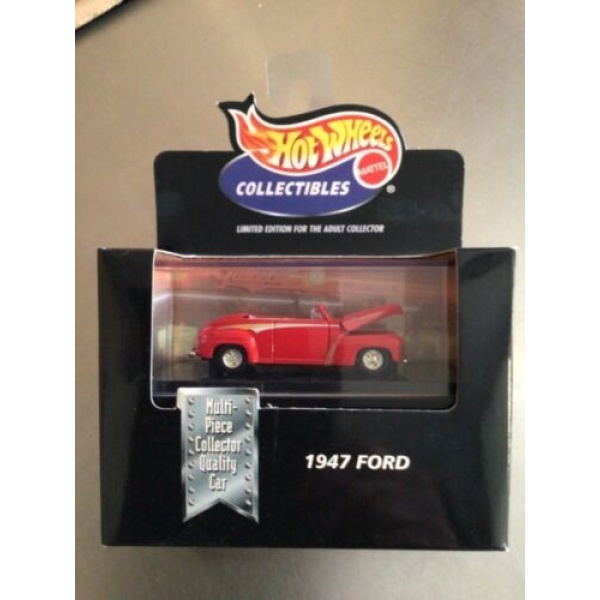 HOT WHEELS
MATTEL
COLLECTIBLES
®
LIMITED EDITION FOR THE ADULT COLLECTOR
Multi-
Piece
Collector
Quality
Car
1947 FORD